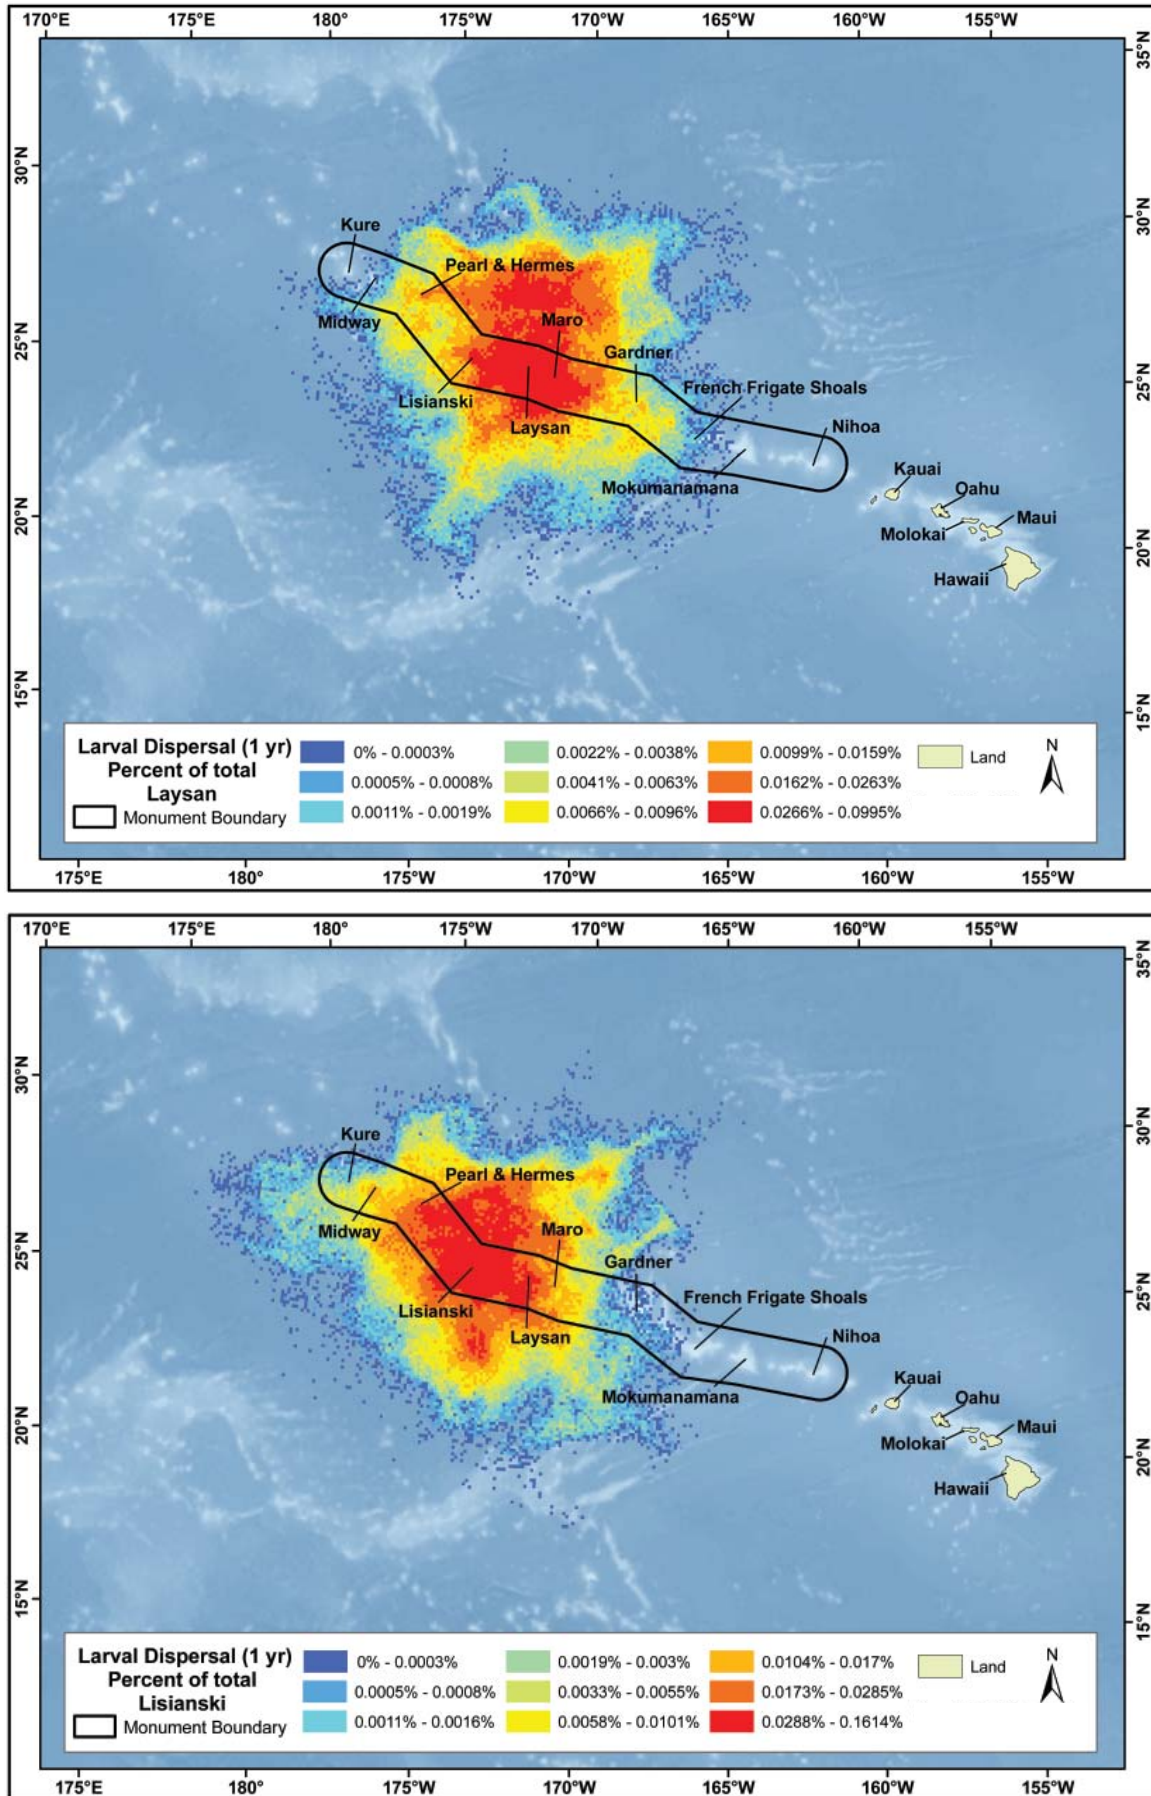 170°E 175°E 180° 175°W 170°W 165°W 160°W 155°W
35°N
30°N 30°N
Kure
Pearl & Hermes
Midway
Maro
25°N 25°N
Gardner
French Frigate Shoals
Lisianski
Laysan
Nihoa
Mokumanamana
Kauai
Oahu
Maui
Molokai
Hawaii
20°N 20°N
15°N 15°N
Larval Dispersal (1 yr)
Percent of total
Laysan
Monument Boundary
0% - 0.0003%
0.0005% - 0.0008%
0.0011% - 0.0019%
0.0022% - 0.0038%
0.0041% - 0.0063%
0.0066% - 0.0096%
0.0099% - 0.0159%
0.0162% - 0.0263%
0.0266% - 0.0995%
Land
N
175°E 180° 175°W 170°W 165°W 160°W 155°W
170°E 175°E 180° 175°W 170°W 165°W 160°W 155°W
35°N
30°N 30°N
Kure
Pearl & Hermes
Midway
Maro
25°N 25°N
Gardner
French Frigate Shoals
Lisianski
Laysan
Nihoa
Mokumanamana
Kauai
Oahu
Maui
Molokai
Hawaii
20°N 20°N
15°N 15°N
Larval Dispersal (1 yr)
Percent of total
Lisianski
Monument Boundary
0% - 0.0003%
0.0005% - 0.0008%
0.0011% - 0.0016%
0.0019% - 0.003%
0.0033% - 0.0055%
0.0058% - 0.0101%
0.0104% - 0.017%
0.0173% - 0.0285%
0.0288% - 0.1614%
Land
N
175°E 180° 175°W 170°W 165°W 160°W 155°W